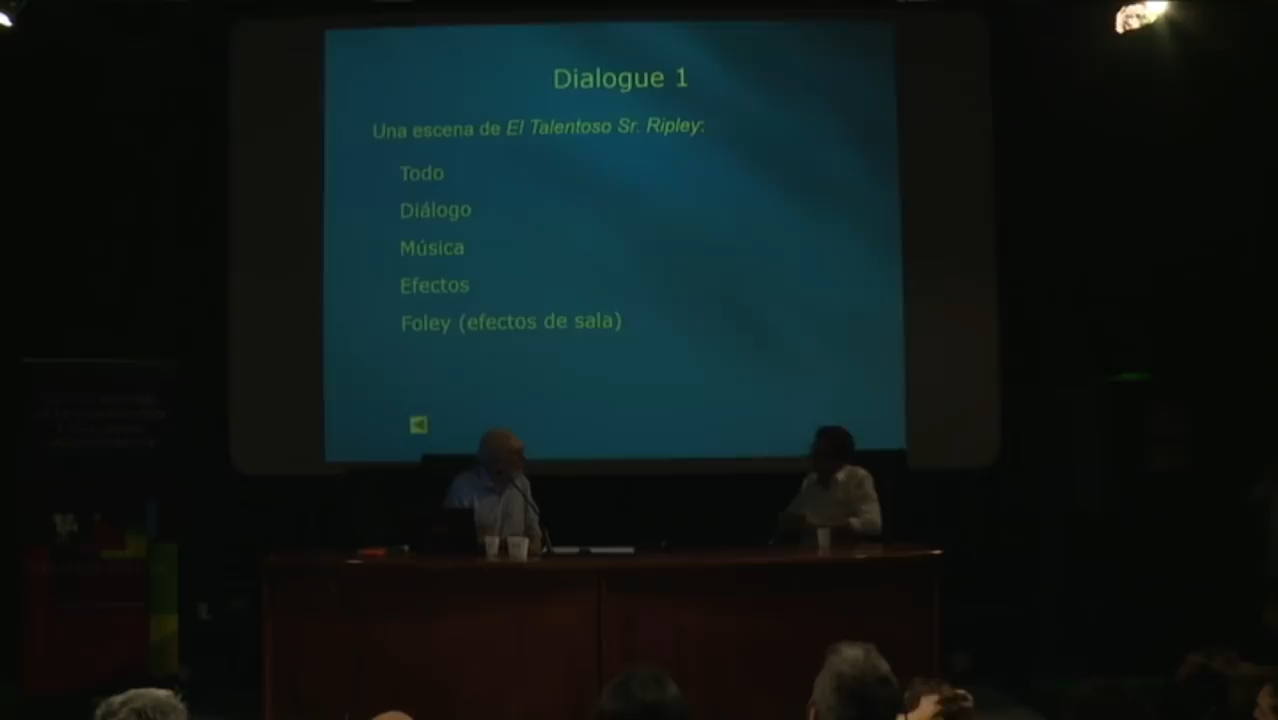 Dialogue 1
Una escena de El Talentoso Sr. Ripley:
Todo
Diálogo
Música
Efectos
Foley (efectos de sala)